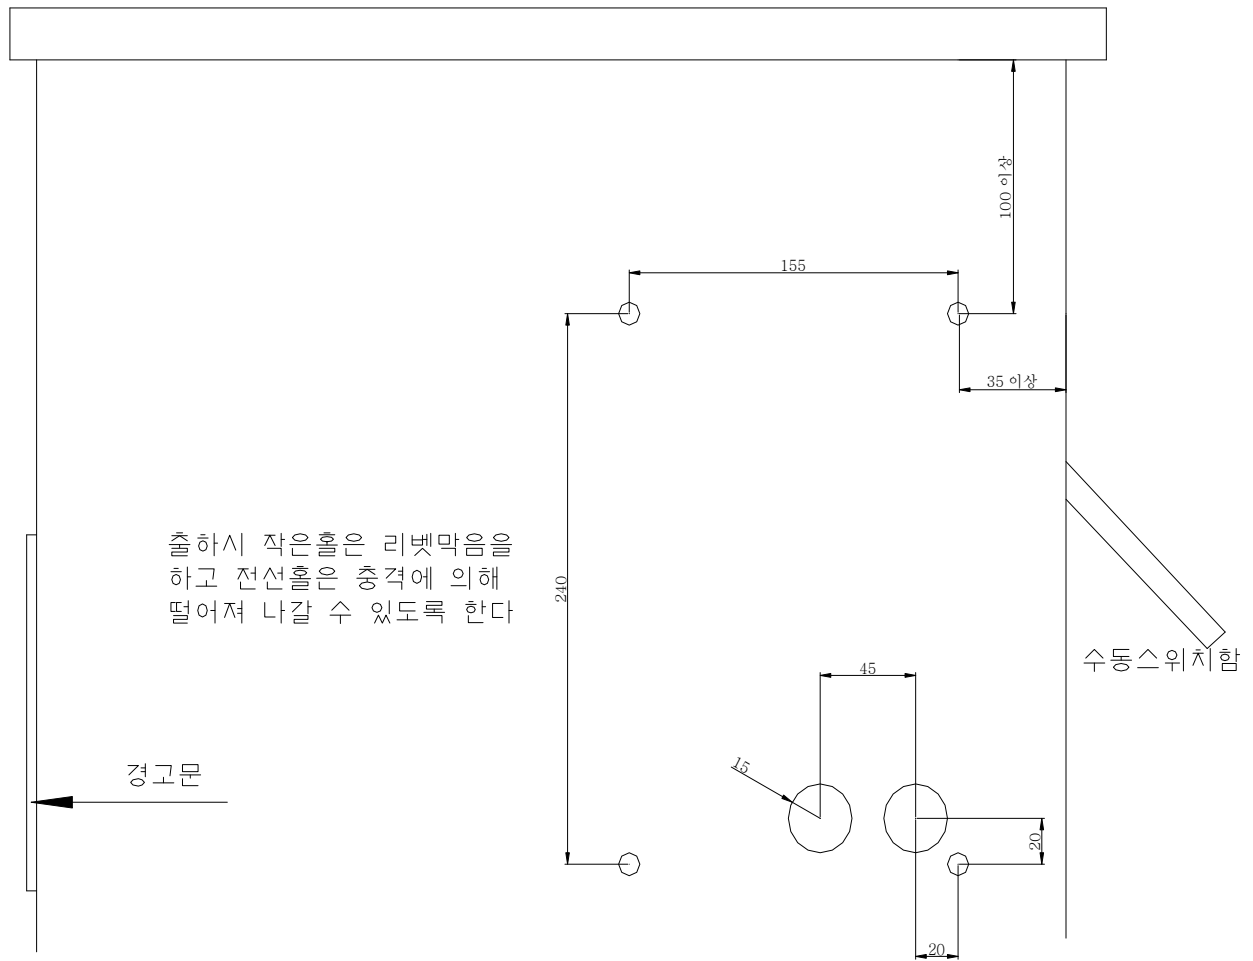 100 이상
155
35 이상
출하시 작은홀은 리벳막음을
하고 전선홀은 충격에 의해
떨어져 나갈 수 있도록 한다
240
수동스위치함
45
15
경고문
20
20